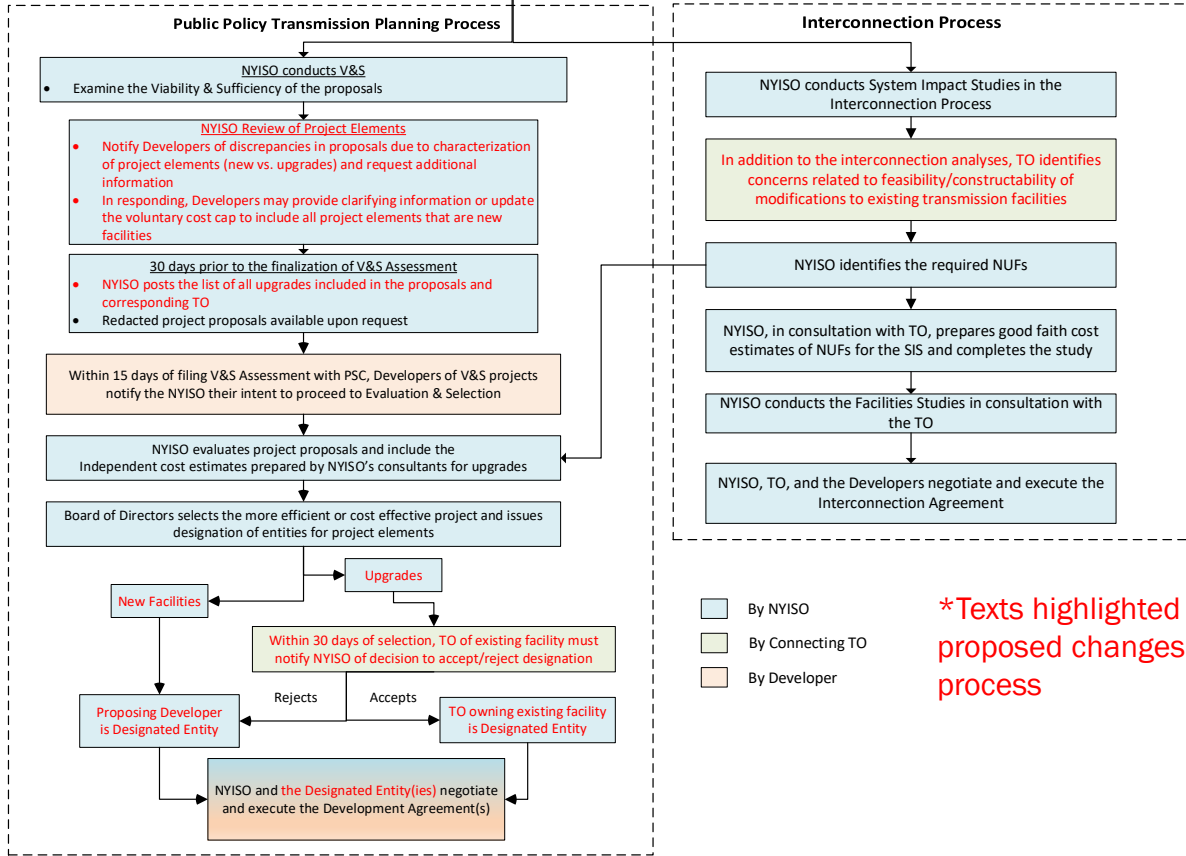 Public Policy Transmission Planning Process
NYISO conducts V&S
• Examine the Viability & Sufficiency of the proposals
NYISO Review of Project Elements
• Notify Developers of discrepancies in proposals due to characterization
of project elements (new vs. upgrades) and request additional
information
• In responding, Developers may provide clarifying information or update
the voluntary cost cap to include all project elements that are new
facilities
30 days prior to the finalization of V&S Assessment
• NYISO posts the list of all upgrades included in the proposals and
corresponding TO
• Redacted project proposals available upon request
Within 15 days of filing V&S Assessment with PSC, Developers of V&S projects
notify the NYISO their intent to proceed to Evaluation & Selection
NYISO evaluates project proposals and include the
Independent cost estimates prepared by NYISO's consultants for upgrades
Board of Directors selects the more efficient or cost effective project and issues
designation of entities for project elements
Upgrades
New Facilities
Within 30 days of selection, TO of existing facility must
notify NYISO of decision to accept/reject designation
Rejects
Accepts
Proposing Developer
is Designated Entity
TO owning existing facility
is Designated Entity
NYISO and the Designated Entity(ies) negotiate
and execute the Development Agreement(s)
Interconnection Process
NYISO conducts System Impact Studies in the
Interconnection Process
In addition to the interconnection analyses, TO identifies
concerns related to feasibility/constructability of
modifications to existing transmission facilities
NYISO identifies the required NUFs
NYISO, in consultation with TO, prepares good faith cost
estimates of NUFs for the SIS and completes the study
NYISO conducts the Facilities Studies in consultation with
the TO
NYISO, TO, and the Developers negotiate and execute the
Interconnection Agreement
By NYISO
By Connecting TO
By Developer
*Texts highlighted
proposed changes
process